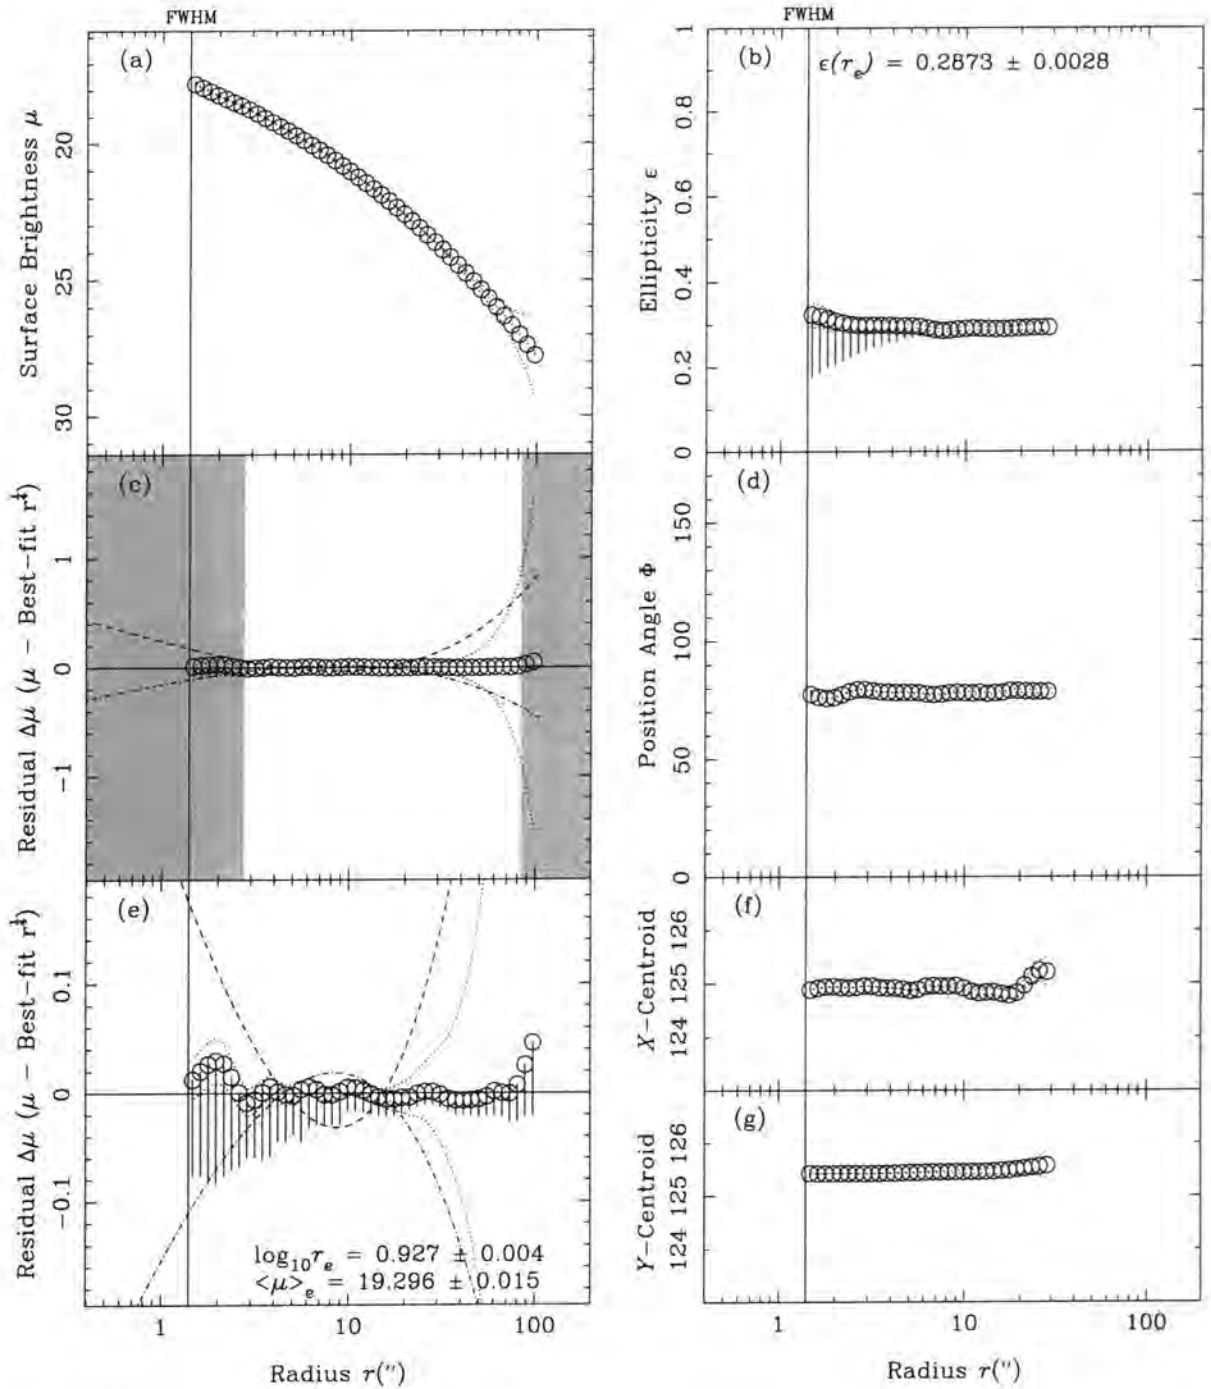 FWHM
(a)
Surface Brightness μ
20
25
30
FWHM
(b)
ε(r_e) = 0.2873 ± 0.0028
Ellipticity ε
1
0.8
0.6
0.4
0.2
0
(c)
Residual Δμ (μ − Best−fit r¼)
1
0
−1
(d)
Position Angle Φ
150
100
50
0
(e)
Residual Δμ (μ − Best−fit r¼)
0.1
0
−0.1
log₁₀r_e = 0.927 ± 0.004
<μ>_e = 19.296 ± 0.015
1
10
100
Radius r(")
(f)
X−Centroid
126
125
124
(g)
Y−Centroid
126
125
124
1
10
100
Radius r(")